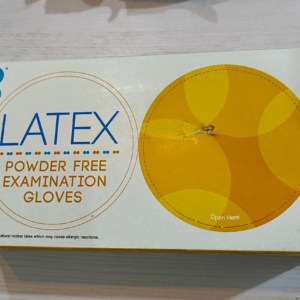 LATEX
POWDER FREE
EXAMINATION
GLOVES
Open Here
natural rubber latex which may cause allergic reactions.